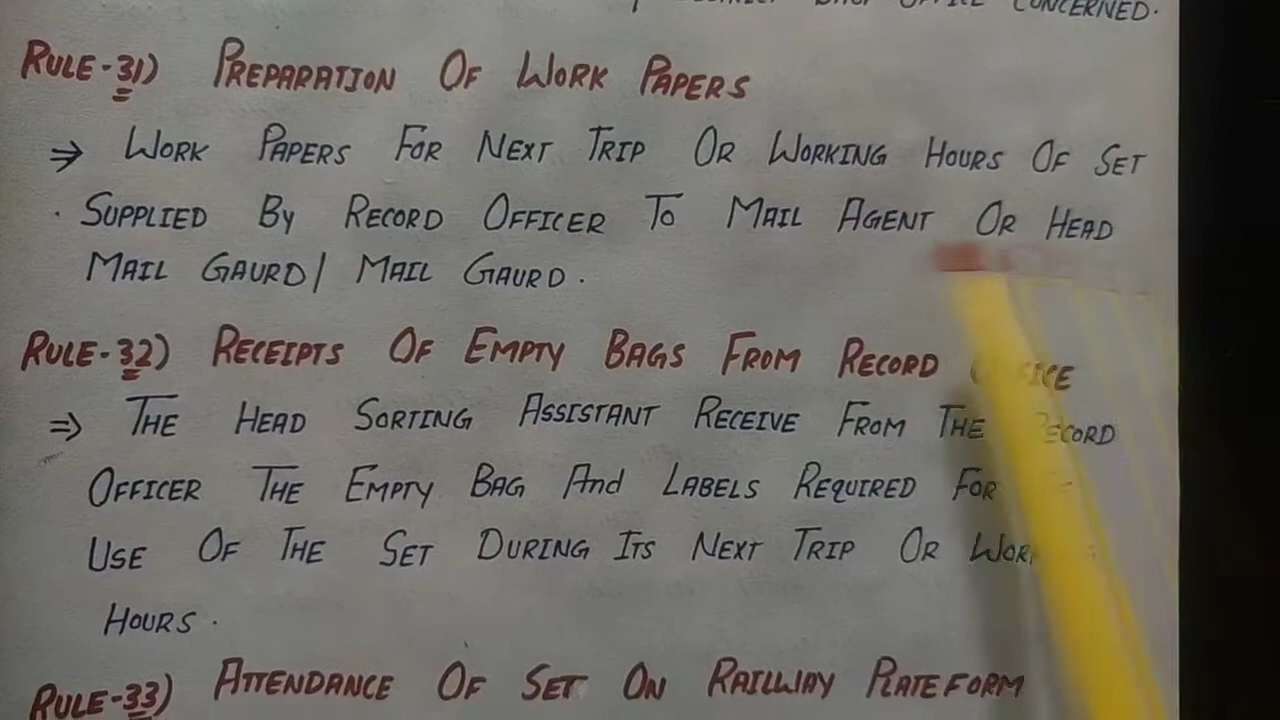 CONCERNED.
RULE-31) PREPARATION OF WORK PAPERS
⇒ WORK PAPERS FOR NEXT TRIP OR WORKING HOURS OF SET
SUPPLIED BY RECORD OFFICER TO MAIL AGENT OR HEAD
MAIL GAURD/ MAIL GAURD.
RULE-32) RECEIPTS OF EMPTY BAGS FROM RECORD
⇒ THE HEAD SORTING ASSISTANT RECEIVE FROM THE RECORD
OFFICER THE EMPTY BAG And LABELS REQUIRED FOR
USE OF THE SET DURING ITS NEXT TRIP OR
HOURS.
RULE-33) ATTENDANCE OF SET ON RAILWAY PLATEFORM